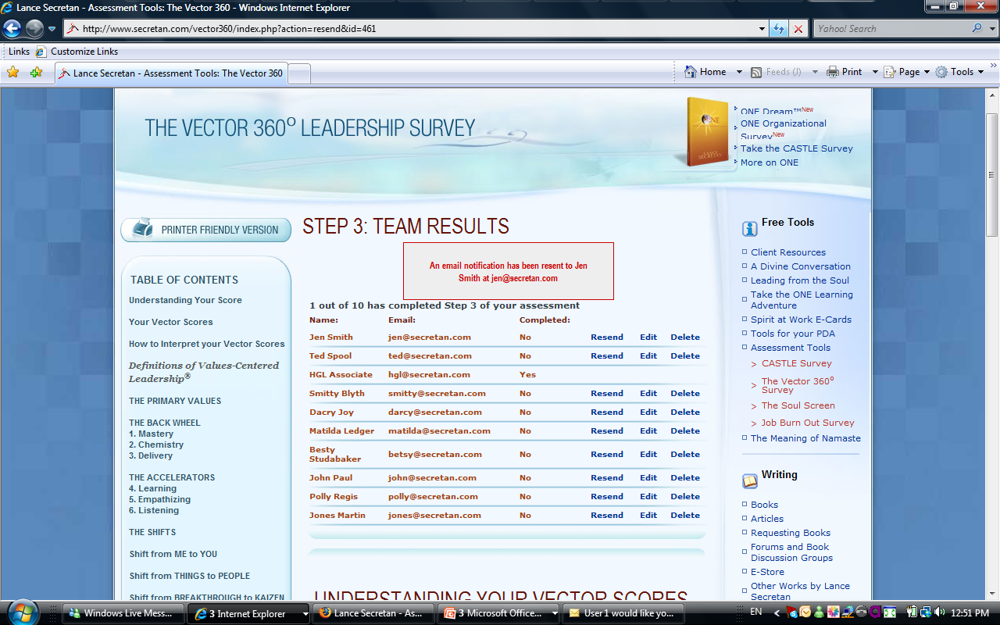 Lance Secretan - Assessment Tools: The Vector 360 - Windows Internet Explorer
http://www.secretan.com/vector360/index.php?action=resend&id=461
Yahoo! Search
Links Customize Links
Lance Secretan - Assessment Tools: The Vector 360
Home Feeds (J) Print Page Tools
THE VECTOR 360º LEADERSHIP SURVEY
ONE
LANCE SECRETAN
ONE Dream™New
ONE Organizational
SurveyNew
Take the CASTLE Survey
More on ONE
PRINTER FRIENDLY VERSION
TABLE OF CONTENTS
Understanding Your Score
Your Vector Scores
How to Interpret your Vector Scores
Definitions of Values-Centered
Leadership®
THE PRIMARY VALUES
THE BACK WHEEL
1. Mastery
2. Chemistry
3. Delivery
THE ACCELERATORS
4. Learning
5. Empathizing
6. Listening
THE SHIFTS
Shift from ME to YOU
Shift from THINGS to PEOPLE
Shift from BREAKTHROUGH to KAIZEN
STEP 3: TEAM RESULTS
An email notification has been resent to Jen
Smith at jen@secretan.com
1 out of 10 has completed Step 3 of your assessment
Name: Email: Completed:
Jen Smith jen@secretan.com No Resend Edit Delete
Ted Spool ted@secretan.com No Resend Edit Delete
HGL Associate hgl@secretan.com Yes
Smitty Blyth smitty@secretan.com No Resend Edit Delete
Dacry Joy darcy@secretan.com No Resend Edit Delete
Matilda Ledger matilda@secretan.com No Resend Edit Delete
Besty
Studabaker betsy@secretan.com No Resend Edit Delete
John Paul john@secretan.com No Resend Edit Delete
Polly Regis polly@secretan.com No Resend Edit Delete
Jones Martin jones@secretan.com No Resend Edit Delete
UNDERSTANDING YOUR VECTOR SCORES
Free Tools
Client Resources
A Divine Conversation
Leading from the Soul
Take the ONE Learning
Adventure
Spirit at Work E-Cards
Tools for your PDA
Assessment Tools
> CASTLE Survey
> The Vector 360º
Survey
> The Soul Screen
> Job Burn Out Survey
The Meaning of Namaste
Writing
Books
Articles
Requesting Books
Forums and Book
Discussion Groups
E-Store
Other Works by Lance
Secretan
Windows Live Mess...
3 Internet Explorer
Lance Secretan - As...
3 Microsoft Office...
User 1 would like yo...
EN
12:51 PM